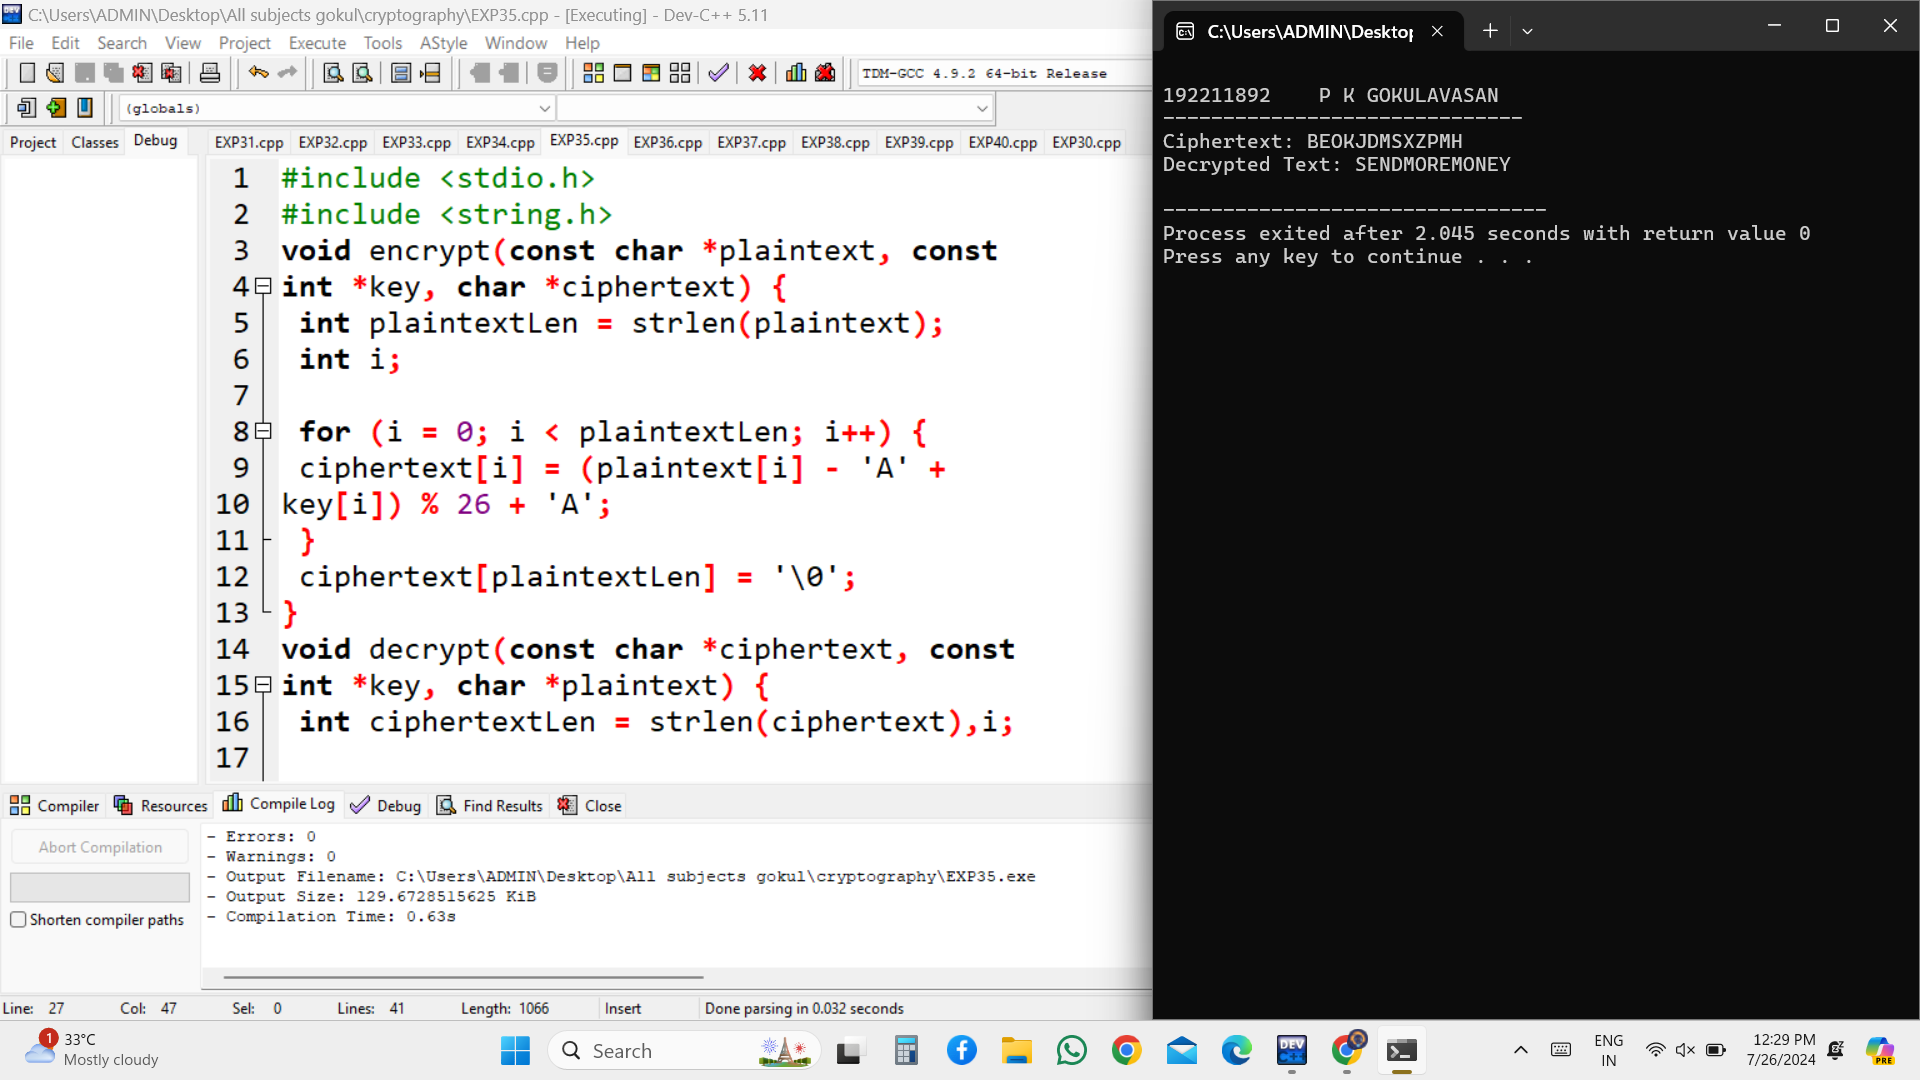 C:\Users\ADMIN\Desktop\All subjects gokul\cryptography\EXP35.cpp - [Executing] - Dev-C++ 5.11
File Edit Search View Project Execute Tools AStyle Window Help
TDM-GCC 4.9.2 64-bit Release
(globals)
Project Classes Debug
EXP31.cpp EXP32.cpp EXP33.cpp EXP34.cpp EXP35.cpp EXP36.cpp EXP37.cpp EXP38.cpp EXP39.cpp EXP40.cpp EXP30.cpp
1 #include <stdio.h>
2 #include <string.h>
3 void encrypt(const char *plaintext, const
4 int *key, char *ciphertext) {
5 int plaintextLen = strlen(plaintext);
6 int i;
7
8 for (i = 0; i < plaintextLen; i++) {
9 ciphertext[i] = (plaintext[i] - 'A' +
10 key[i]) % 26 + 'A';
11 }
12 ciphertext[plaintextLen] = '\0';
13 }
14 void decrypt(const char *ciphertext, const
15 int *key, char *plaintext) {
16 int ciphertextLen = strlen(ciphertext),i;
17
Compiler Resources Compile Log Debug Find Results Close
Abort Compilation
Shorten compiler paths
- Errors: 0
- Warnings: 0
- Output Filename: C:\Users\ADMIN\Desktop\All subjects gokul\cryptography\EXP35.exe
- Output Size: 129.6728515625 KiB
- Compilation Time: 0.63s
Line: 27 Col: 47 Sel: 0 Lines: 41 Length: 1066 Insert Done parsing in 0.032 seconds
C:\Users\ADMIN\Desktop
192211892    P K GOKULAVASAN
------------------------------
Ciphertext: BEOKJDMSXZPMH
Decrypted Text: SENDMOREMONEY
--------------------------------
Process exited after 2.045 seconds with return value 0
Press any key to continue . . .
1
33°C
Mostly cloudy
Search
DEV C++
ENG
IN
12:29 PM
7/26/2024
PRE